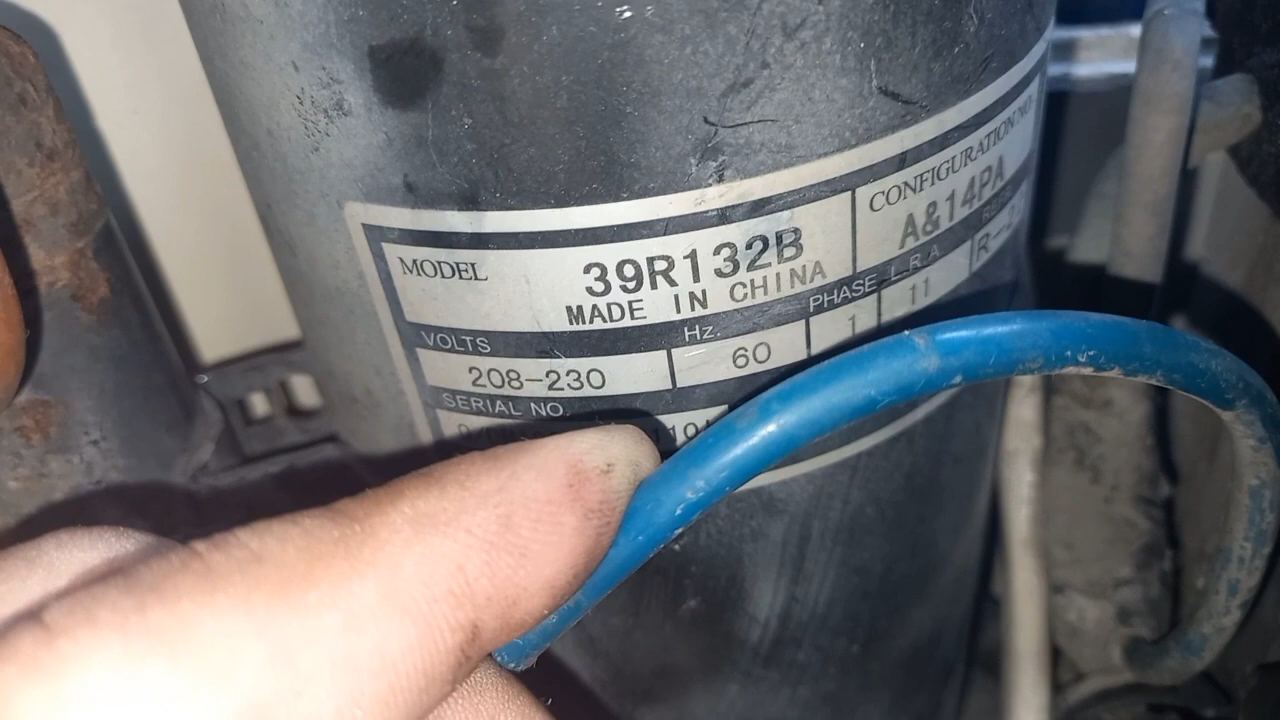 MODEL
39R132B
MADE IN CHINA
CONFIGURATION NO.
A&14PA
VOLTS
Hz.
PHASE
L R A
208-230
60
1
11
SERIAL NO.